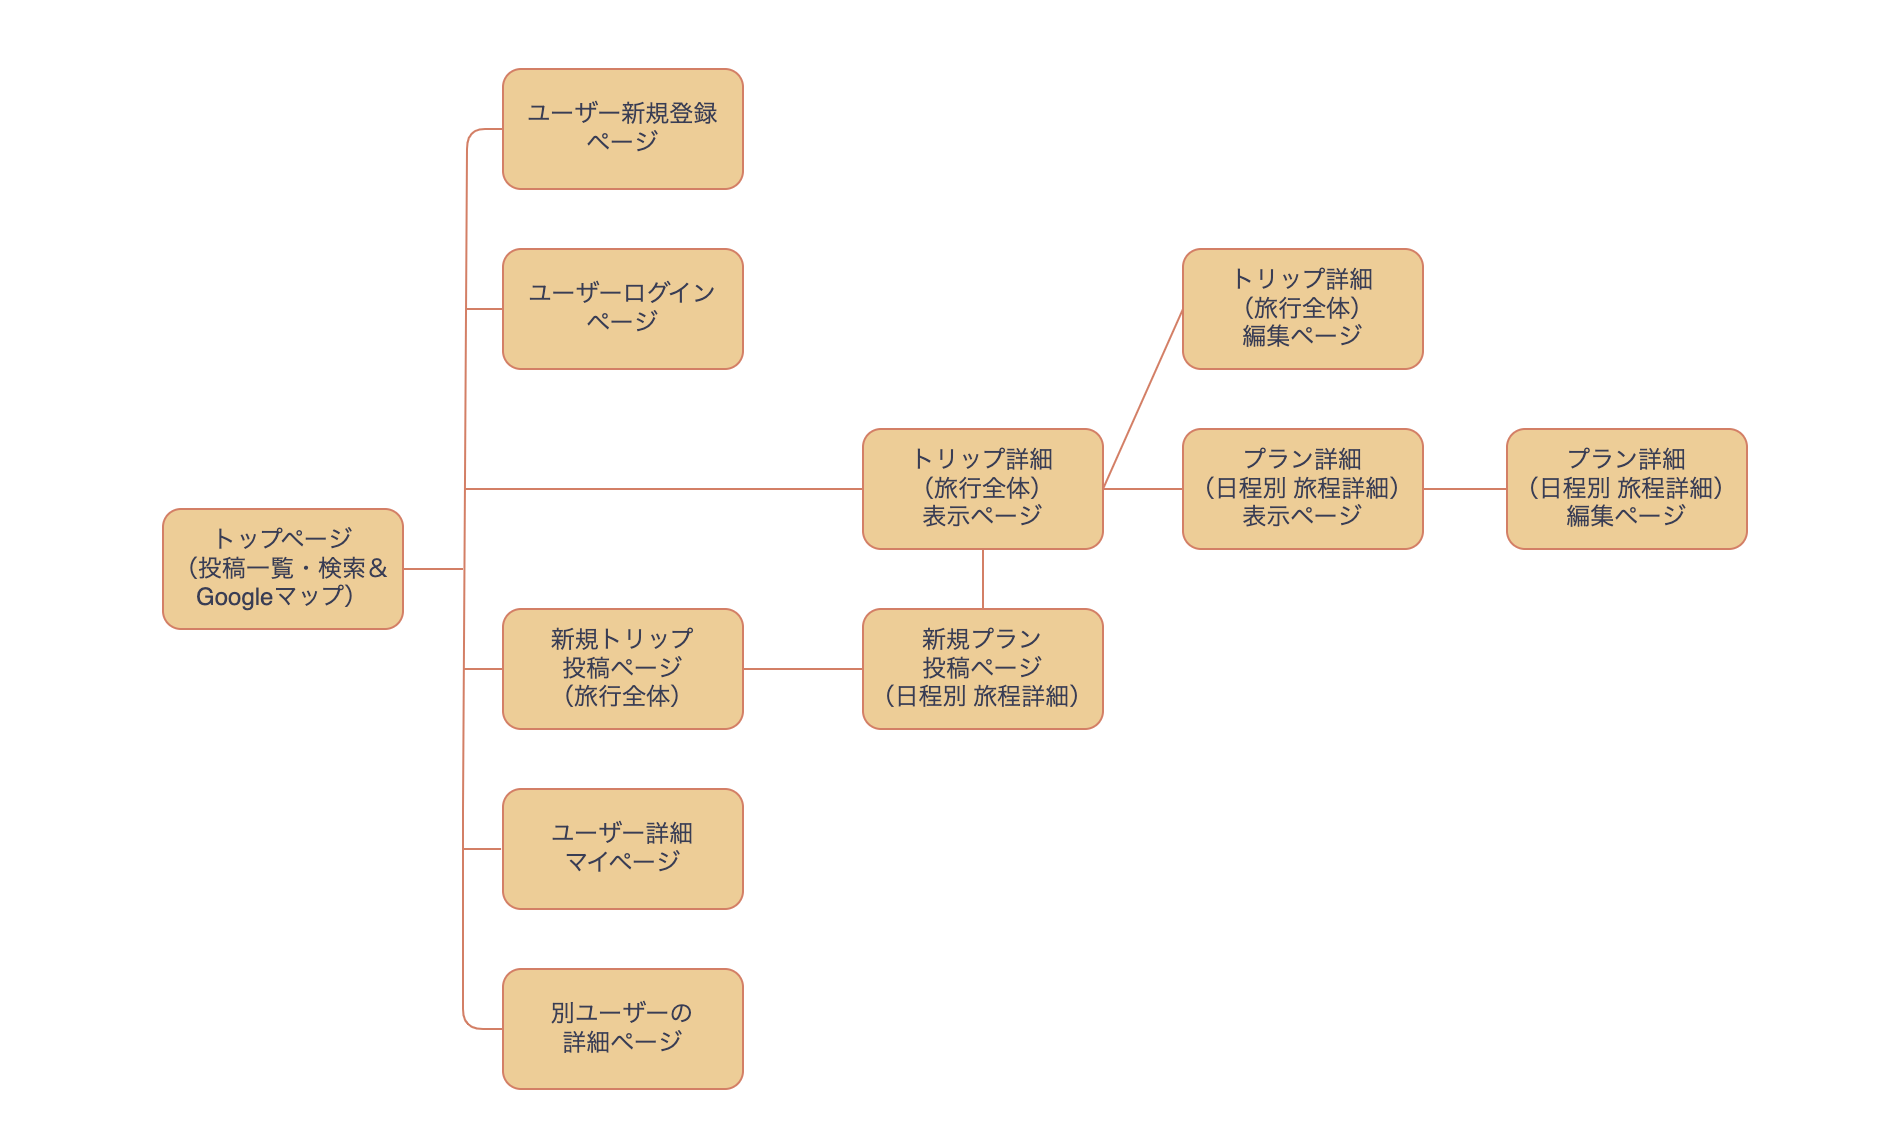 ユーザー新規登録
ページ
ユーザーログイン
ページ
トリップ詳細
（旅行全体）
編集ページ
トリップ詳細
（旅行全体）
表示ページ
プラン詳細
（日程別 旅程詳細）
表示ページ
プラン詳細
（日程別 旅程詳細）
編集ページ
トップページ
（投稿一覧・検索＆
Googleマップ）
新規トリップ
投稿ページ
（旅行全体）
新規プラン
投稿ページ
（日程別 旅程詳細）
ユーザー詳細
マイページ
別ユーザーの
詳細ページ